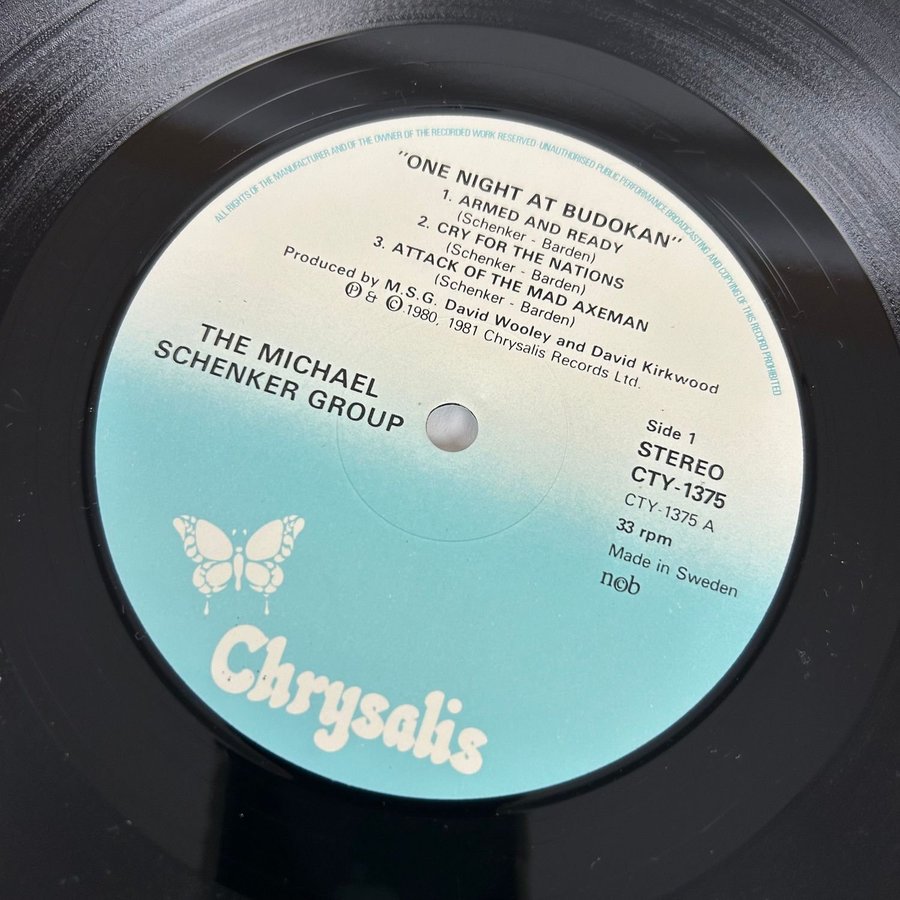 ALL RIGHTS OF THE MANUFACTURER AND OF THE OWNER OF THE RECORDED WORK RESERVED · UNAUTHORISED PUBLIC PERFORMANCE BROADCASTING AND COPYING OF THIS RECORD PROHIBITED
"ONE NIGHT AT BUDOKAN"
1. ARMED AND READY
(Schenker - Barden)
2. CRY FOR THE NATIONS
(Schenker - Barden)
3. ATTACK OF THE MAD AXEMAN
(Schenker - Barden)
Produced by M.S.G. David Wooley and David Kirkwood
℗ & ©.1980, 1981 Chrysalis Records Ltd.
THE MICHAEL
SCHENKER GROUP
Side 1
STEREO
CTY-1375
CTY-1375 A
33 rpm
Made in Sweden
n©b
Chrysalis